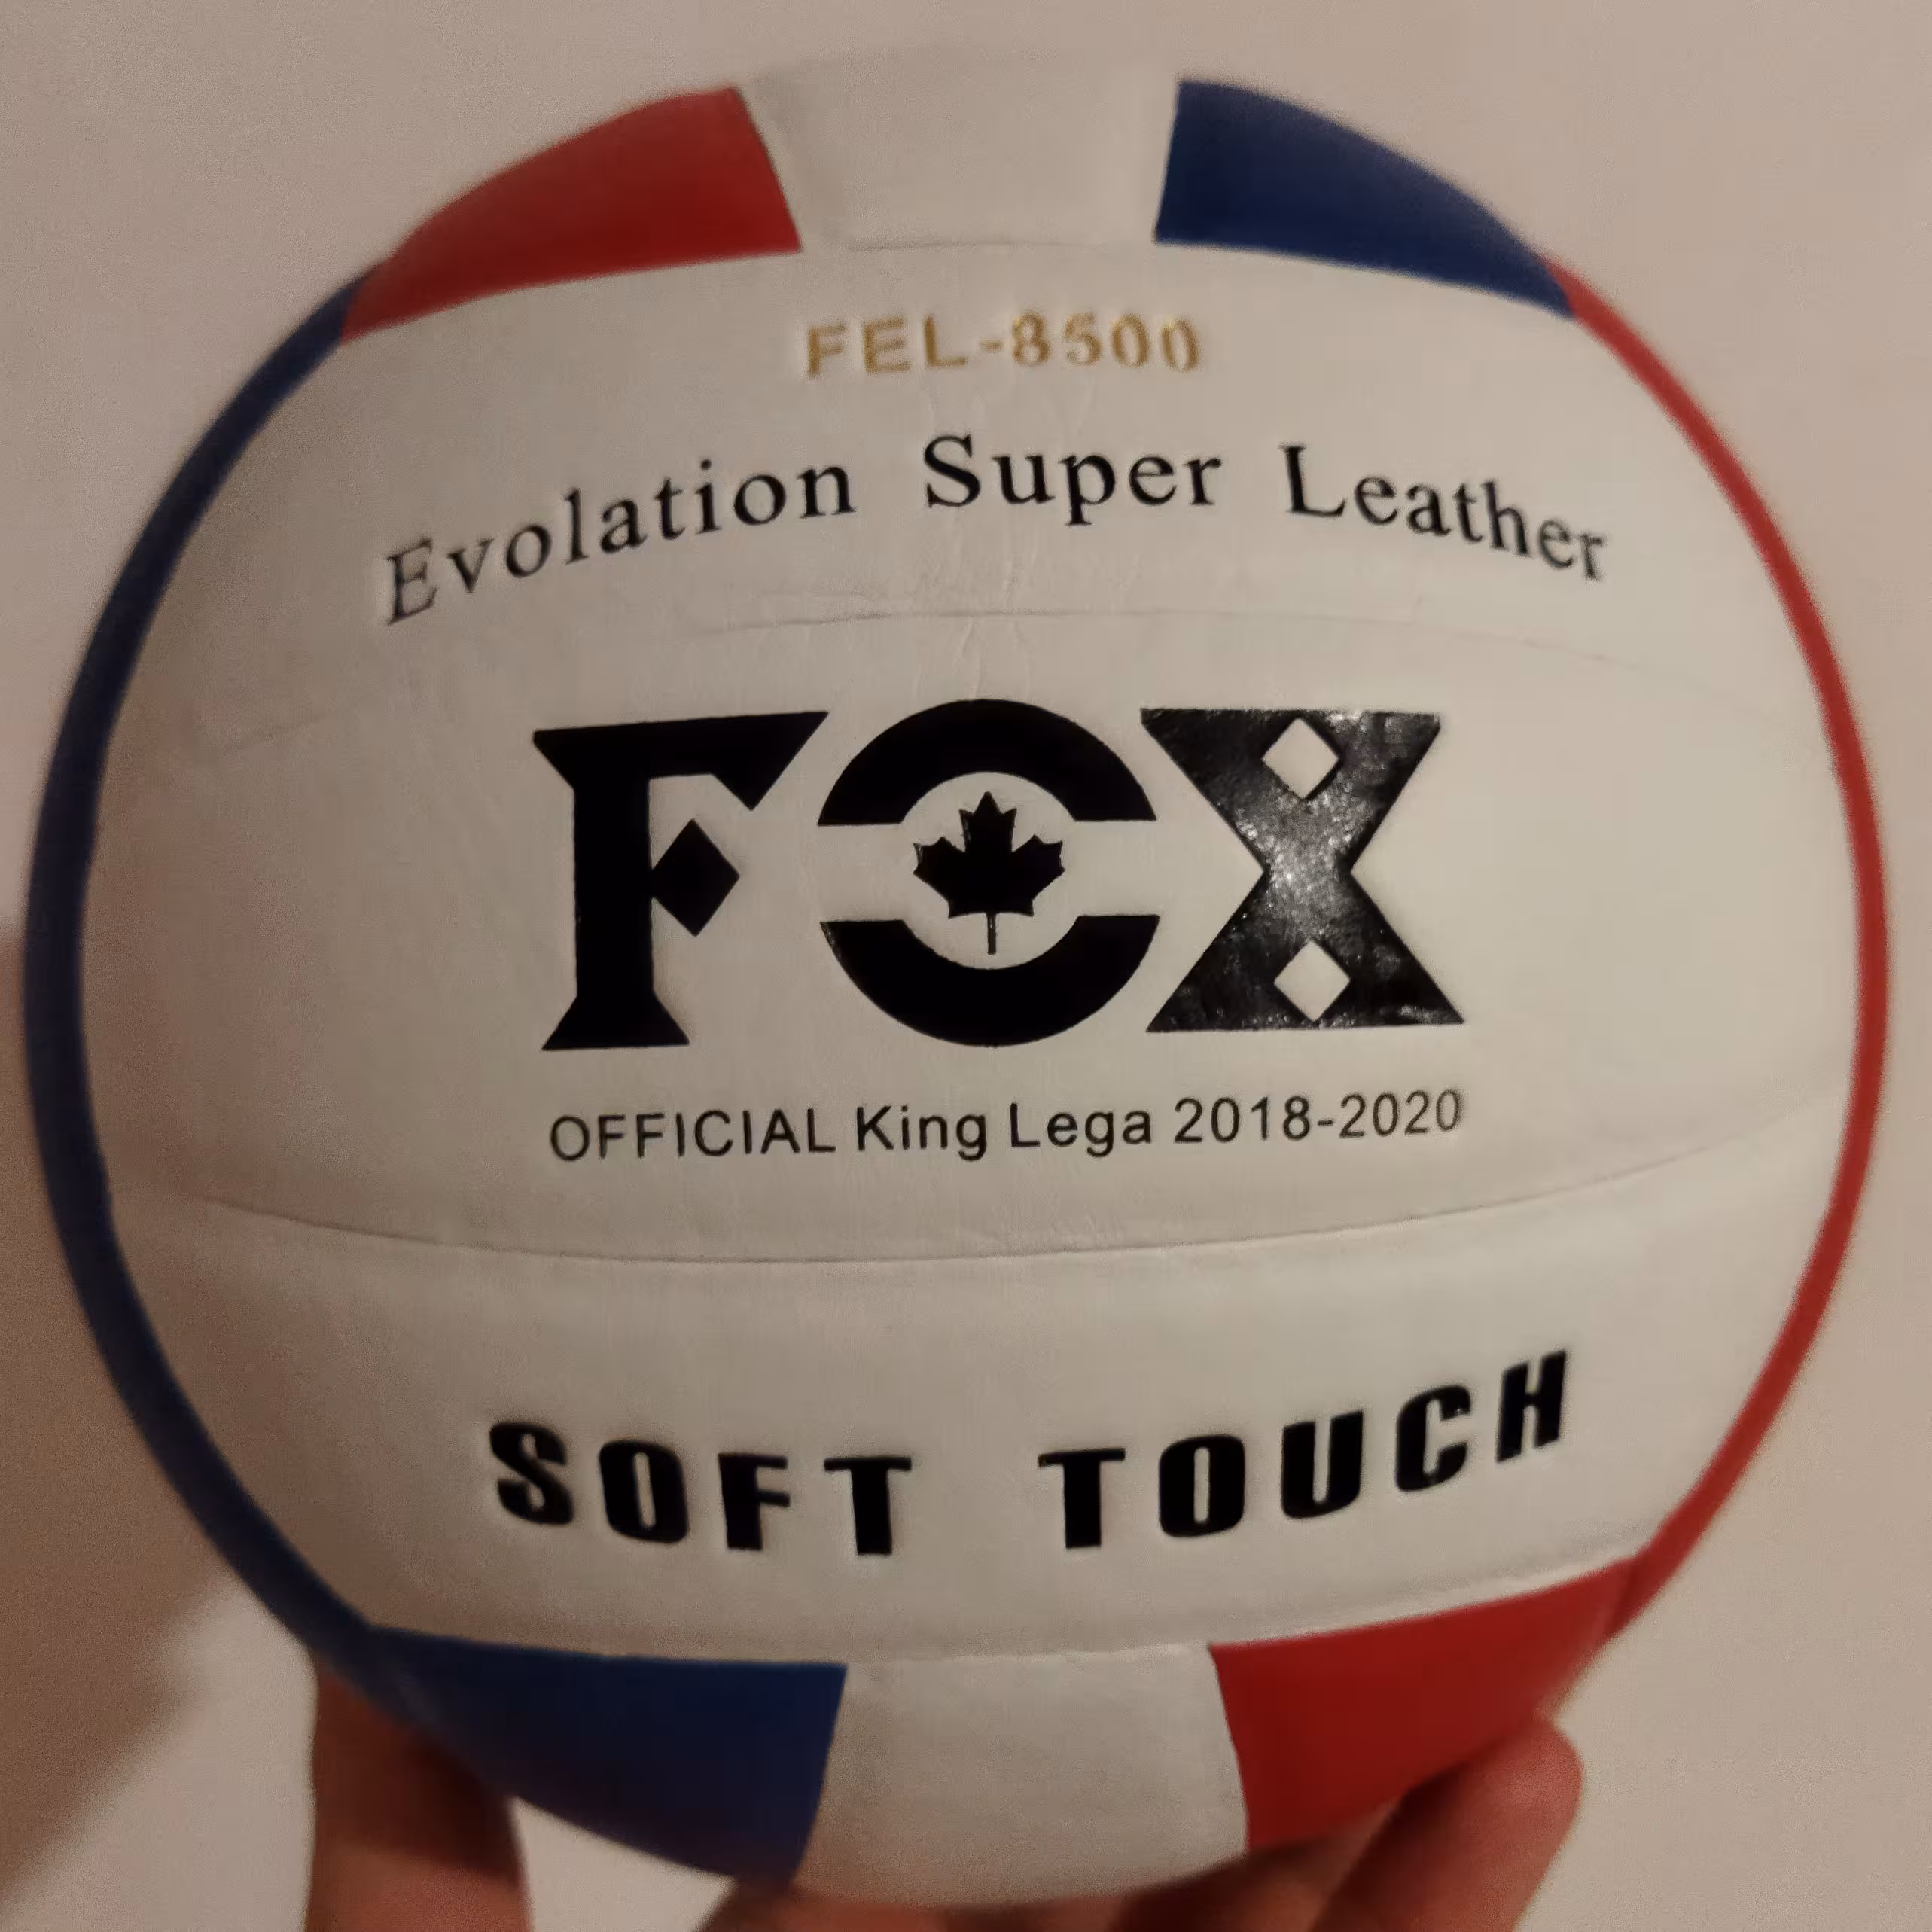 FEL-8500
Evolation Super Leather
FOX
OFFICIAL King Lega 2018-2020
SOFT TOUCH